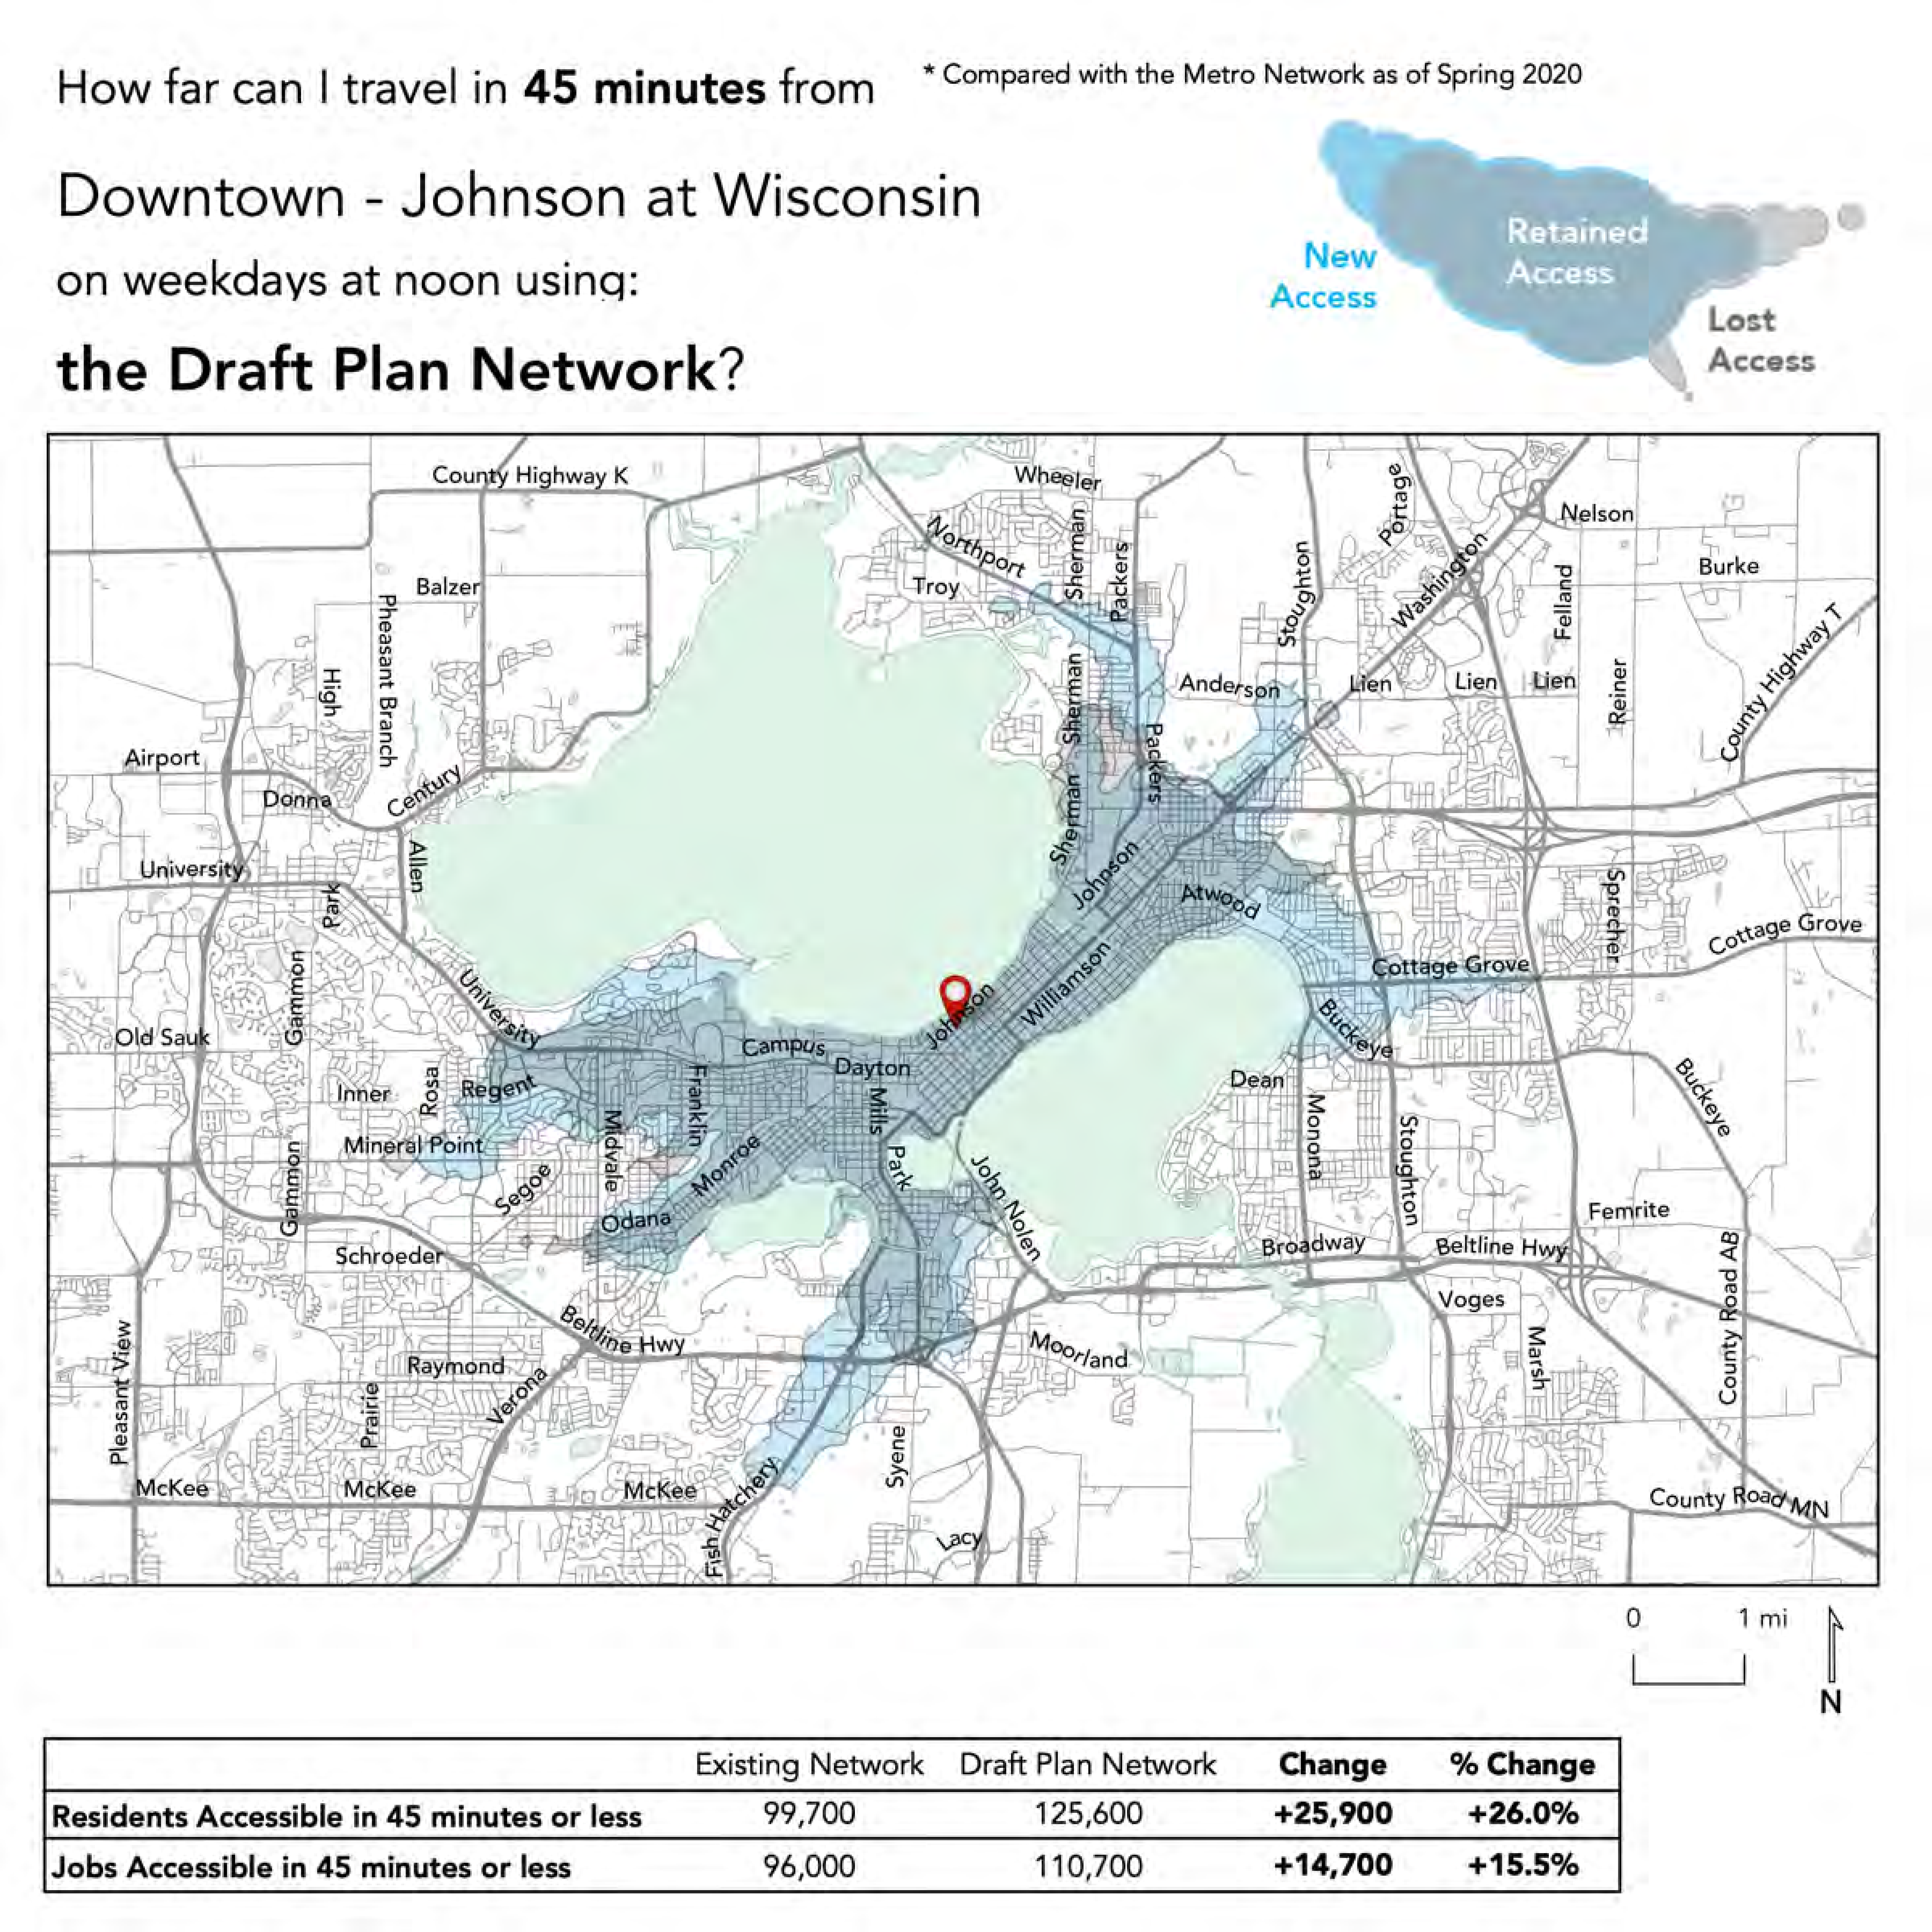 How far can I travel in 45 minutes from
* Compared with the Metro Network as of Spring 2020
Downtown - Johnson at Wisconsin
on weekdays at noon using:
the Draft Plan Network?
New
Access
Retained
Access
Lost
Access
County Highway K
Wheeler
Portage
Nelson
Northport
Sherman
Packers
Stoughton
Washington
Burke
Balzer
Troy
Felland
Pheasant Branch
County Highway T
High
Sherman
Anderson
Lien
Lien
Lien
Reiner
Airport
Packers
Donna
Century
Sherman
University
Allen
Park
Johnson
Atwood
Sprecher
Cottage Grove
Gammon
University
Williamson
Cottage Grove
Old Sauk
Johnson
Buckeye
Campus
Dayton
Inner
Rosa
Regent
Franklin
Mills
Dean
Buckeye
Mineral Point
Midvale
Monroe
Park
Monona
Stoughton
Gammon
Segoe
John Nolen
Odana
Femrite
Schroeder
Broadway
Beltline Hwy
Voges
County Road AB
Beltline Hwy
Moorland
Marsh
Pleasant View
Raymond
Verona
Prairie
Syene
McKee
McKee
McKee
Fish Hatchery
County Road MN
Lacy
0
1 mi
N
Existing Network Draft Plan Network Change % Change
Residents Accessible in 45 minutes or less 99,700 125,600 +25,900 +26.0%
Jobs Accessible in 45 minutes or less 96,000 110,700 +14,700 +15.5%